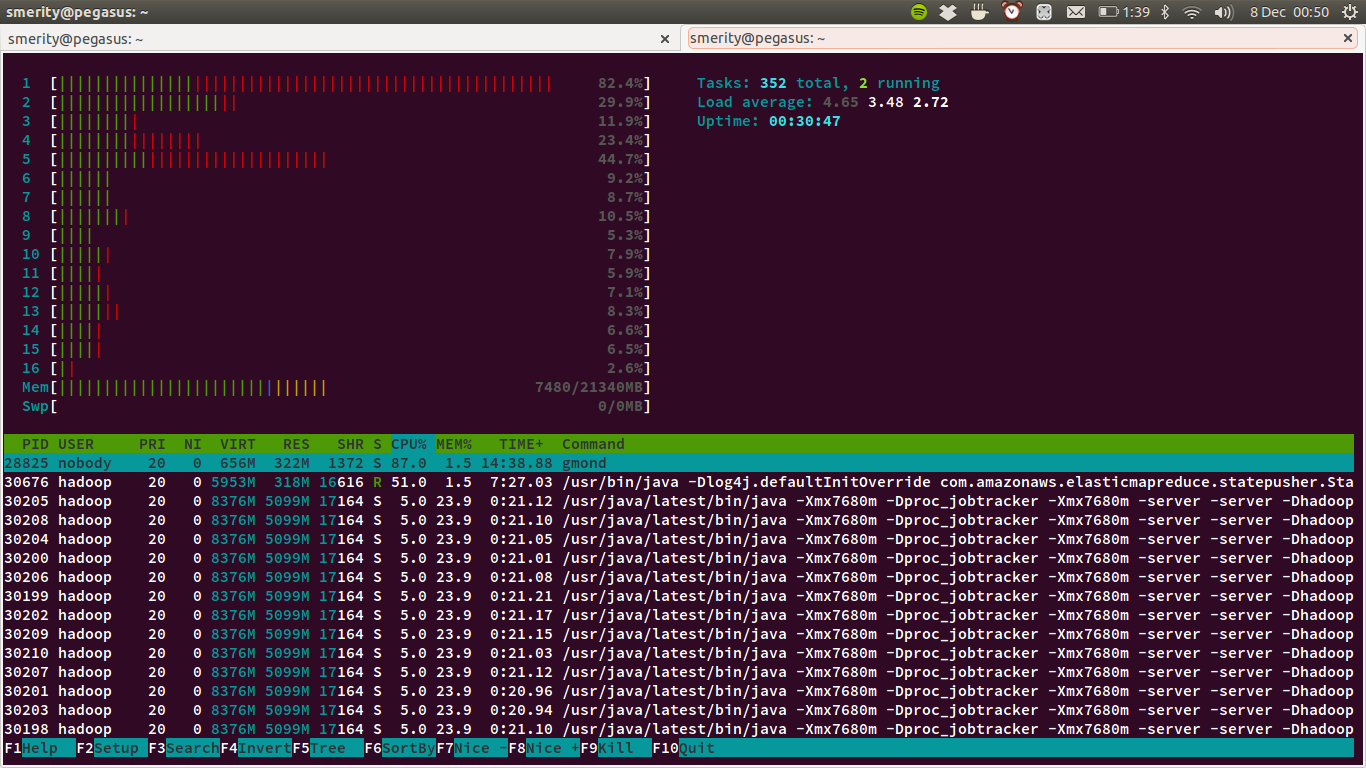 smerity@pegasus: ~ 1:39 8 Dec 00:50
smerity@pegasus: ~ × smerity@pegasus: ~ ×
1 [|||||||||||||||||||||||||||||||||||||||||||||||||||||||82.4%] Tasks: 352 total, 2 running
2 [|||||||||||||||||||| 29.9%] Load average: 4.65 3.48 2.72
3 [||||||||| 11.9%] Uptime: 00:30:47
4 [|||||||||||||||| 23.4%]
5 [|||||||||||||||||||||||||||||| 44.7%]
6 [|||||| 9.2%]
7 [|||||| 8.7%]
8 [|||||||| 10.5%]
9 [|||| 5.3%]
10 [|||||| 7.9%]
11 [||||| 5.9%]
12 [|||||| 7.1%]
13 [||||||| 8.3%]
14 [||||| 6.6%]
15 [||||| 6.5%]
16 [|| 2.6%]
Mem[|||||||||||||||||||||||||||||| 7480/21340MB]
Swp[ 0/0MB]
PID USER PRI NI VIRT RES SHR S CPU% MEM% TIME+ Command
28825 nobody 20 0 656M 322M 1372 S 87.0 1.5 14:38.88 gmond
30676 hadoop 20 0 5953M 318M 16616 R 51.0 1.5 7:27.03 /usr/bin/java -Dlog4j.defaultInitOverride com.amazonaws.elasticmapreduce.statepusher.Sta
30205 hadoop 20 0 8376M 5099M 17164 S 5.0 23.9 0:21.12 /usr/java/latest/bin/java -Xmx7680m -Dproc_jobtracker -Xmx7680m -server -server -Dhadoop
30208 hadoop 20 0 8376M 5099M 17164 S 5.0 23.9 0:21.10 /usr/java/latest/bin/java -Xmx7680m -Dproc_jobtracker -Xmx7680m -server -server -Dhadoop
30204 hadoop 20 0 8376M 5099M 17164 S 5.0 23.9 0:21.05 /usr/java/latest/bin/java -Xmx7680m -Dproc_jobtracker -Xmx7680m -server -server -Dhadoop
30200 hadoop 20 0 8376M 5099M 17164 S 5.0 23.9 0:21.01 /usr/java/latest/bin/java -Xmx7680m -Dproc_jobtracker -Xmx7680m -server -server -Dhadoop
30206 hadoop 20 0 8376M 5099M 17164 S 5.0 23.9 0:21.08 /usr/java/latest/bin/java -Xmx7680m -Dproc_jobtracker -Xmx7680m -server -server -Dhadoop
30199 hadoop 20 0 8376M 5099M 17164 S 5.0 23.9 0:21.21 /usr/java/latest/bin/java -Xmx7680m -Dproc_jobtracker -Xmx7680m -server -server -Dhadoop
30202 hadoop 20 0 8376M 5099M 17164 S 5.0 23.9 0:21.17 /usr/java/latest/bin/java -Xmx7680m -Dproc_jobtracker -Xmx7680m -server -server -Dhadoop
30209 hadoop 20 0 8376M 5099M 17164 S 5.0 23.9 0:21.15 /usr/java/latest/bin/java -Xmx7680m -Dproc_jobtracker -Xmx7680m -server -server -Dhadoop
30210 hadoop 20 0 8376M 5099M 17164 S 5.0 23.9 0:21.03 /usr/java/latest/bin/java -Xmx7680m -Dproc_jobtracker -Xmx7680m -server -server -Dhadoop
30207 hadoop 20 0 8376M 5099M 17164 S 5.0 23.9 0:21.12 /usr/java/latest/bin/java -Xmx7680m -Dproc_jobtracker -Xmx7680m -server -server -Dhadoop
30201 hadoop 20 0 8376M 5099M 17164 S 5.0 23.9 0:20.96 /usr/java/latest/bin/java -Xmx7680m -Dproc_jobtracker -Xmx7680m -server -server -Dhadoop
30203 hadoop 20 0 8376M 5099M 17164 S 5.0 23.9 0:20.94 /usr/java/latest/bin/java -Xmx7680m -Dproc_jobtracker -Xmx7680m -server -server -Dhadoop
30198 hadoop 20 0 8376M 5099M 17164 S 5.0 23.9 0:21.10 /usr/java/latest/bin/java -Xmx7680m -Dproc_jobtracker -Xmx7680m -server -server -Dhadoop
F1Help F2Setup F3SearchF4InvertF5Tree F6SortByF7Nice -F8Nice +F9Kill F10Quit